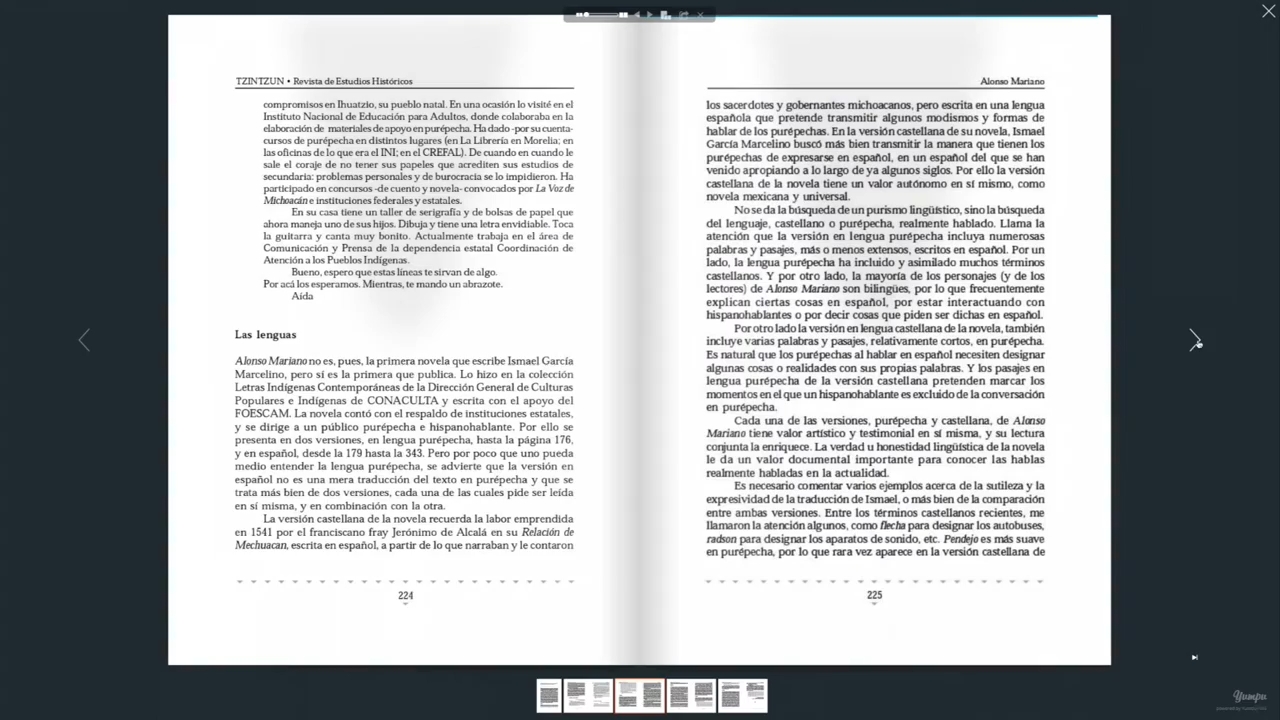 TZINTZUN • Revista de Estudios Históricos
compromisos en Ihuatzio, su pueblo natal. En una ocasión lo visité en el
Instituto Nacional de Educación para Adultos, donde colaboraba en la
elaboración de materiales de apoyo en purépecha. Ha dado -por su cuenta-
cursos de purépecha en distintos lugares (en La Librería en Morelia; en
las oficinas de lo que era el INI; en el CREFAL). De cuando en cuando le
sale el coraje de no tener sus papeles que acrediten sus estudios de
secundaria: problemas personales y de burocracia se lo impidieron. Ha
participado en concursos -de cuento y novela- convocados por La Voz de
Michoacán e instituciones federales y estatales.
En su casa tiene un taller de serigrafía y de bolsas de papel que
ahora maneja uno de sus hijos. Dibuja y tiene una letra envidiable. Toca
la guitarra y canta muy bonito. Actualmente trabaja en el área de
Comunicación y Prensa de la dependencia estatal Coordinación de
Atención a los Pueblos Indígenas.
Bueno, espero que estas líneas te sirvan de algo.
Por acá los esperamos. Mientras, te mando un abrazote.
Aída
Las lenguas
Alonso Mariano no es, pues, la primera novela que escribe Ismael García
Marcelino, pero sí es la primera que publica. Lo hizo en la colección
Letras Indígenas Contemporáneas de la Dirección General de Culturas
Populares e Indígenas de CONACULTA y escrita con el apoyo del
FOESCAM. La novela contó con el respaldo de instituciones estatales,
y se dirige a un público purépecha e hispanohablante. Por ello se
presenta en dos versiones, en lengua purépecha, hasta la página 176,
y en español, desde la 179 hasta la 343. Pero por poco que uno pueda
medio entender la lengua purépecha, se advierte que la versión en
español no es una mera traducción del texto en purépecha y que se
trata más bien de dos versiones, cada una de las cuales pide ser leída
en sí misma, y en combinación con la otra.
La versión castellana de la novela recuerda la labor emprendida
en 1541 por el franciscano fray Jerónimo de Alcalá en su Relación de
Mechuacan, escrita en español, a partir de lo que narraban y le contaron
224
Alonso Mariano
los sacerdotes y gobernantes michoacanos, pero escrita en una lengua
española que pretende transmitir algunos modismos y formas de
hablar de los purépechas. En la versión castellana de su novela, Ismael
García Marcelino buscó más bien transmitir la manera que tienen los
purépechas de expresarse en español, en un español del que se han
venido apropiando a lo largo de ya algunos siglos. Por ello la versión
castellana de la novela tiene un valor autónomo en sí mismo, como
novela mexicana y universal.
No se da la búsqueda de un purismo lingüístico, sino la búsqueda
del lenguaje, castellano o purépecha, realmente hablado. Llama la
atención que la versión en lengua purépecha incluya numerosas
palabras y pasajes, más o menos extensos, escritos en español. Por un
lado, la lengua purépecha ha incluido y asimilado muchos términos
castellanos. Y por otro lado, la mayoría de los personajes (y de los
lectores) de Alonso Mariano son bilingües, por lo que frecuentemente
explican ciertas cosas en español, por estar interactuando con
hispanohablantes o por decir cosas que piden ser dichas en español.
Por otro lado la versión en lengua castellana de la novela, también
incluye varias palabras y pasajes, relativamente cortos, en purépecha.
Es natural que los purépechas al hablar en español necesiten designar
algunas cosas o realidades con sus propias palabras. Y los pasajes en
lengua purépecha de la versión castellana pretenden marcar los
momentos en el que un hispanohablante es excluido de la conversación
en purépecha.
Cada una de las versiones, purépecha y castellana, de Alonso
Mariano tiene valor artístico y testimonial en sí misma, y su lectura
conjunta la enriquece. La verdad u honestidad lingüística de la novela
le da un valor documental importante para conocer las hablas
realmente habladas en la actualidad.
Es necesario comentar varios ejemplos acerca de la sutileza y la
expresividad de la traducción de Ismael, o más bien de la comparación
entre ambas versiones. Entre los términos castellanos recientes, me
llamaron la atención algunos, como flecha para designar los autobuses,
radson para designar los aparatos de sonido, etc. Pendejo es más suave
en purépecha, por lo que rara vez aparece en la versión castellana de
225
Yumpu